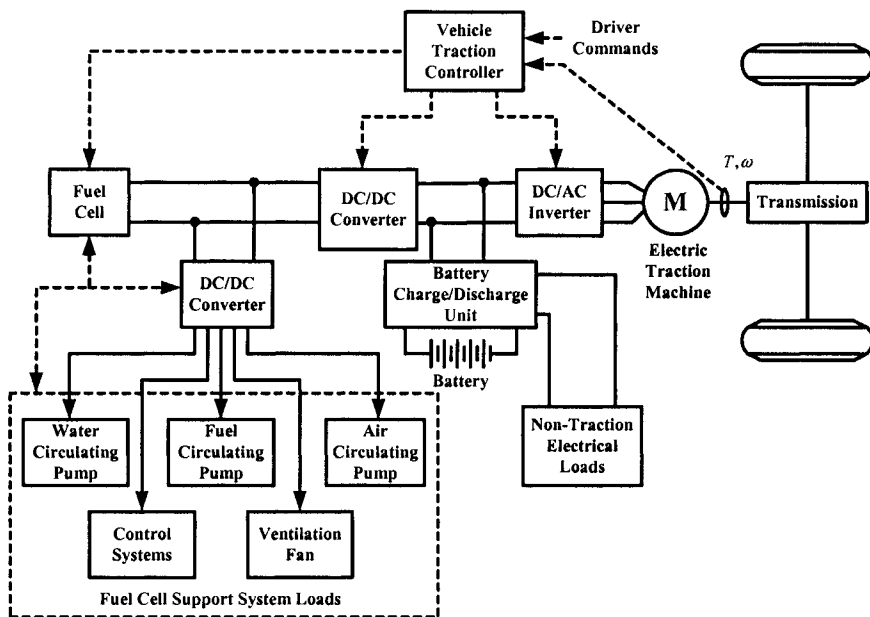 Vehicle
Traction
Controller
Driver
Commands
T, ω
Fuel
Cell
DC/DC
Converter
DC/AC
Inverter
M
Transmission
Electric
Traction
Machine
DC/DC
Converter
Battery
Charge/Discharge
Unit
Battery
Water
Circulating
Pump
Fuel
Circulating
Pump
Air
Circulating
Pump
Non-Traction
Electrical
Loads
Control
Systems
Ventilation
Fan
Fuel Cell Support System Loads